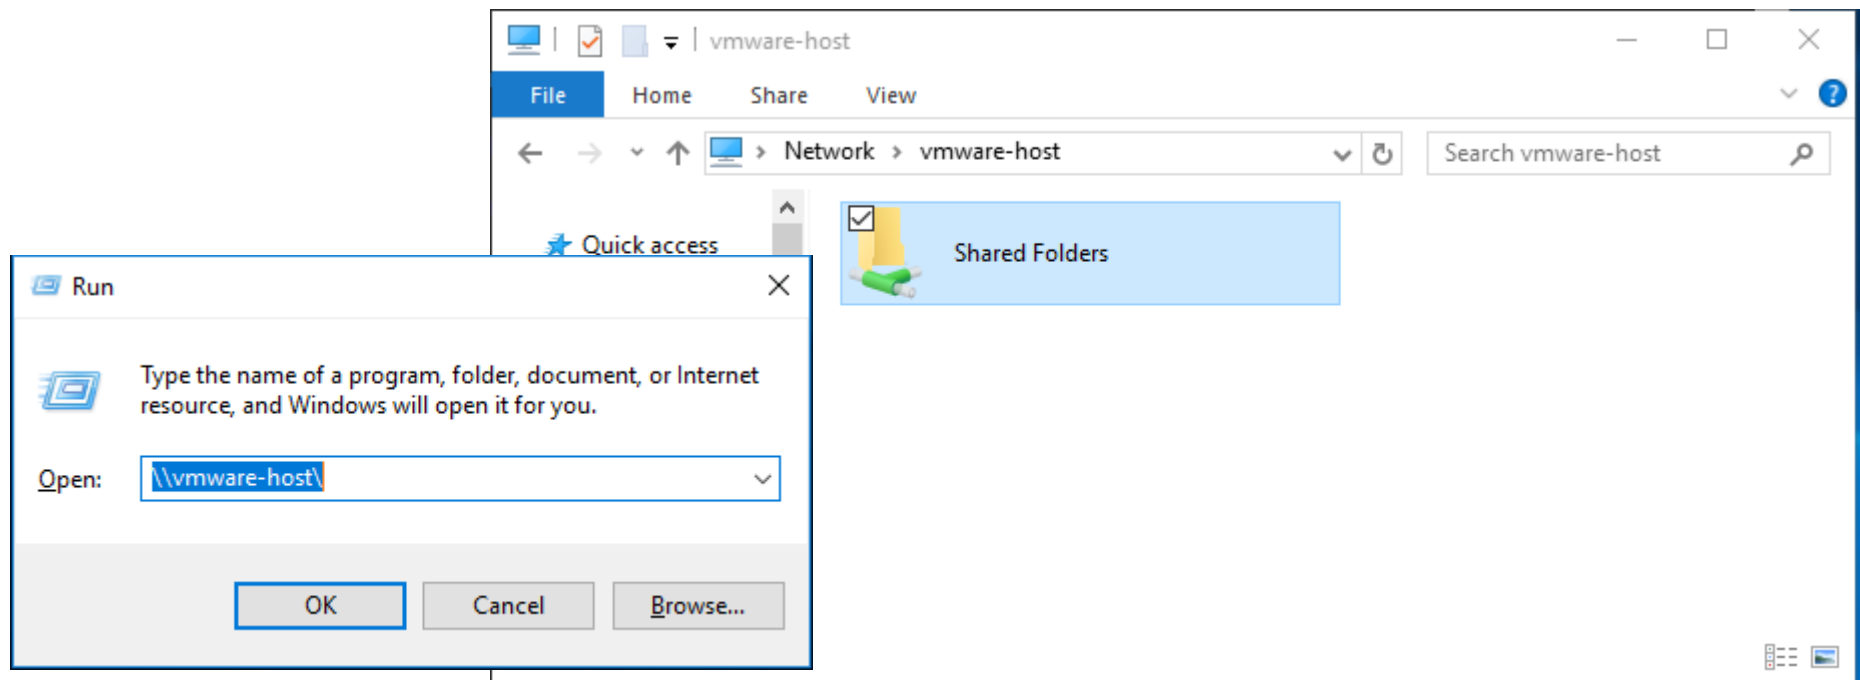 vmware-host
File Home Share View
Network vmware-host
Search vmware-host
Quick access
Shared Folders
Run
Type the name of a program, folder, document, or Internet
resource, and Windows will open it for you.
Open: \\vmware-host\
OK Cancel Browse...